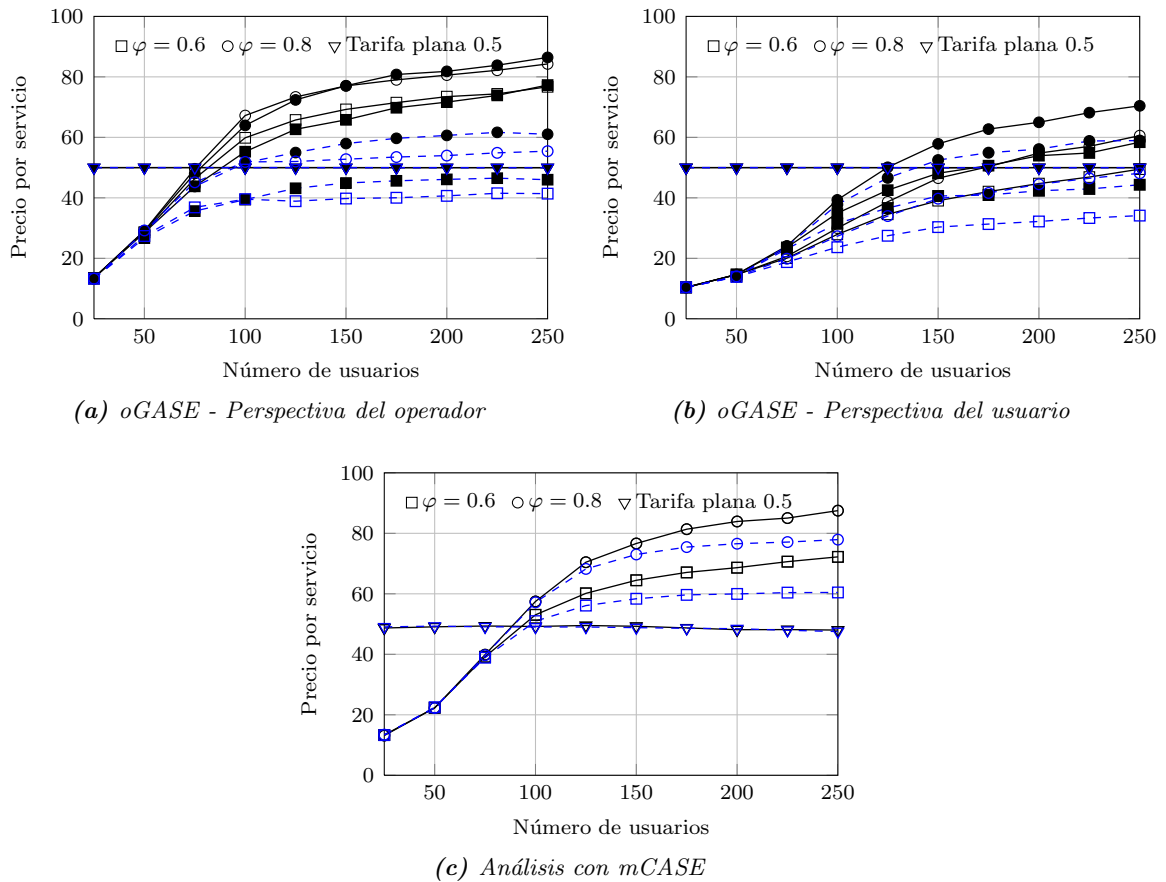 100
80
60
40
20
0
50
100
150
200
250
Precio por servicio
Número de usuarios
φ = 0.6
φ = 0.8
Tarifa plana 0.5
(a) oGASE - Perspectiva del operador
100
80
60
40
20
0
50
100
150
200
250
Precio por servicio
Número de usuarios
φ = 0.6
φ = 0.8
Tarifa plana 0.5
(b) oGASE - Perspectiva del usuario
100
80
60
40
20
0
50
100
150
200
250
Precio por servicio
Número de usuarios
φ = 0.6
φ = 0.8
Tarifa plana 0.5
(c) Análisis con mCASE